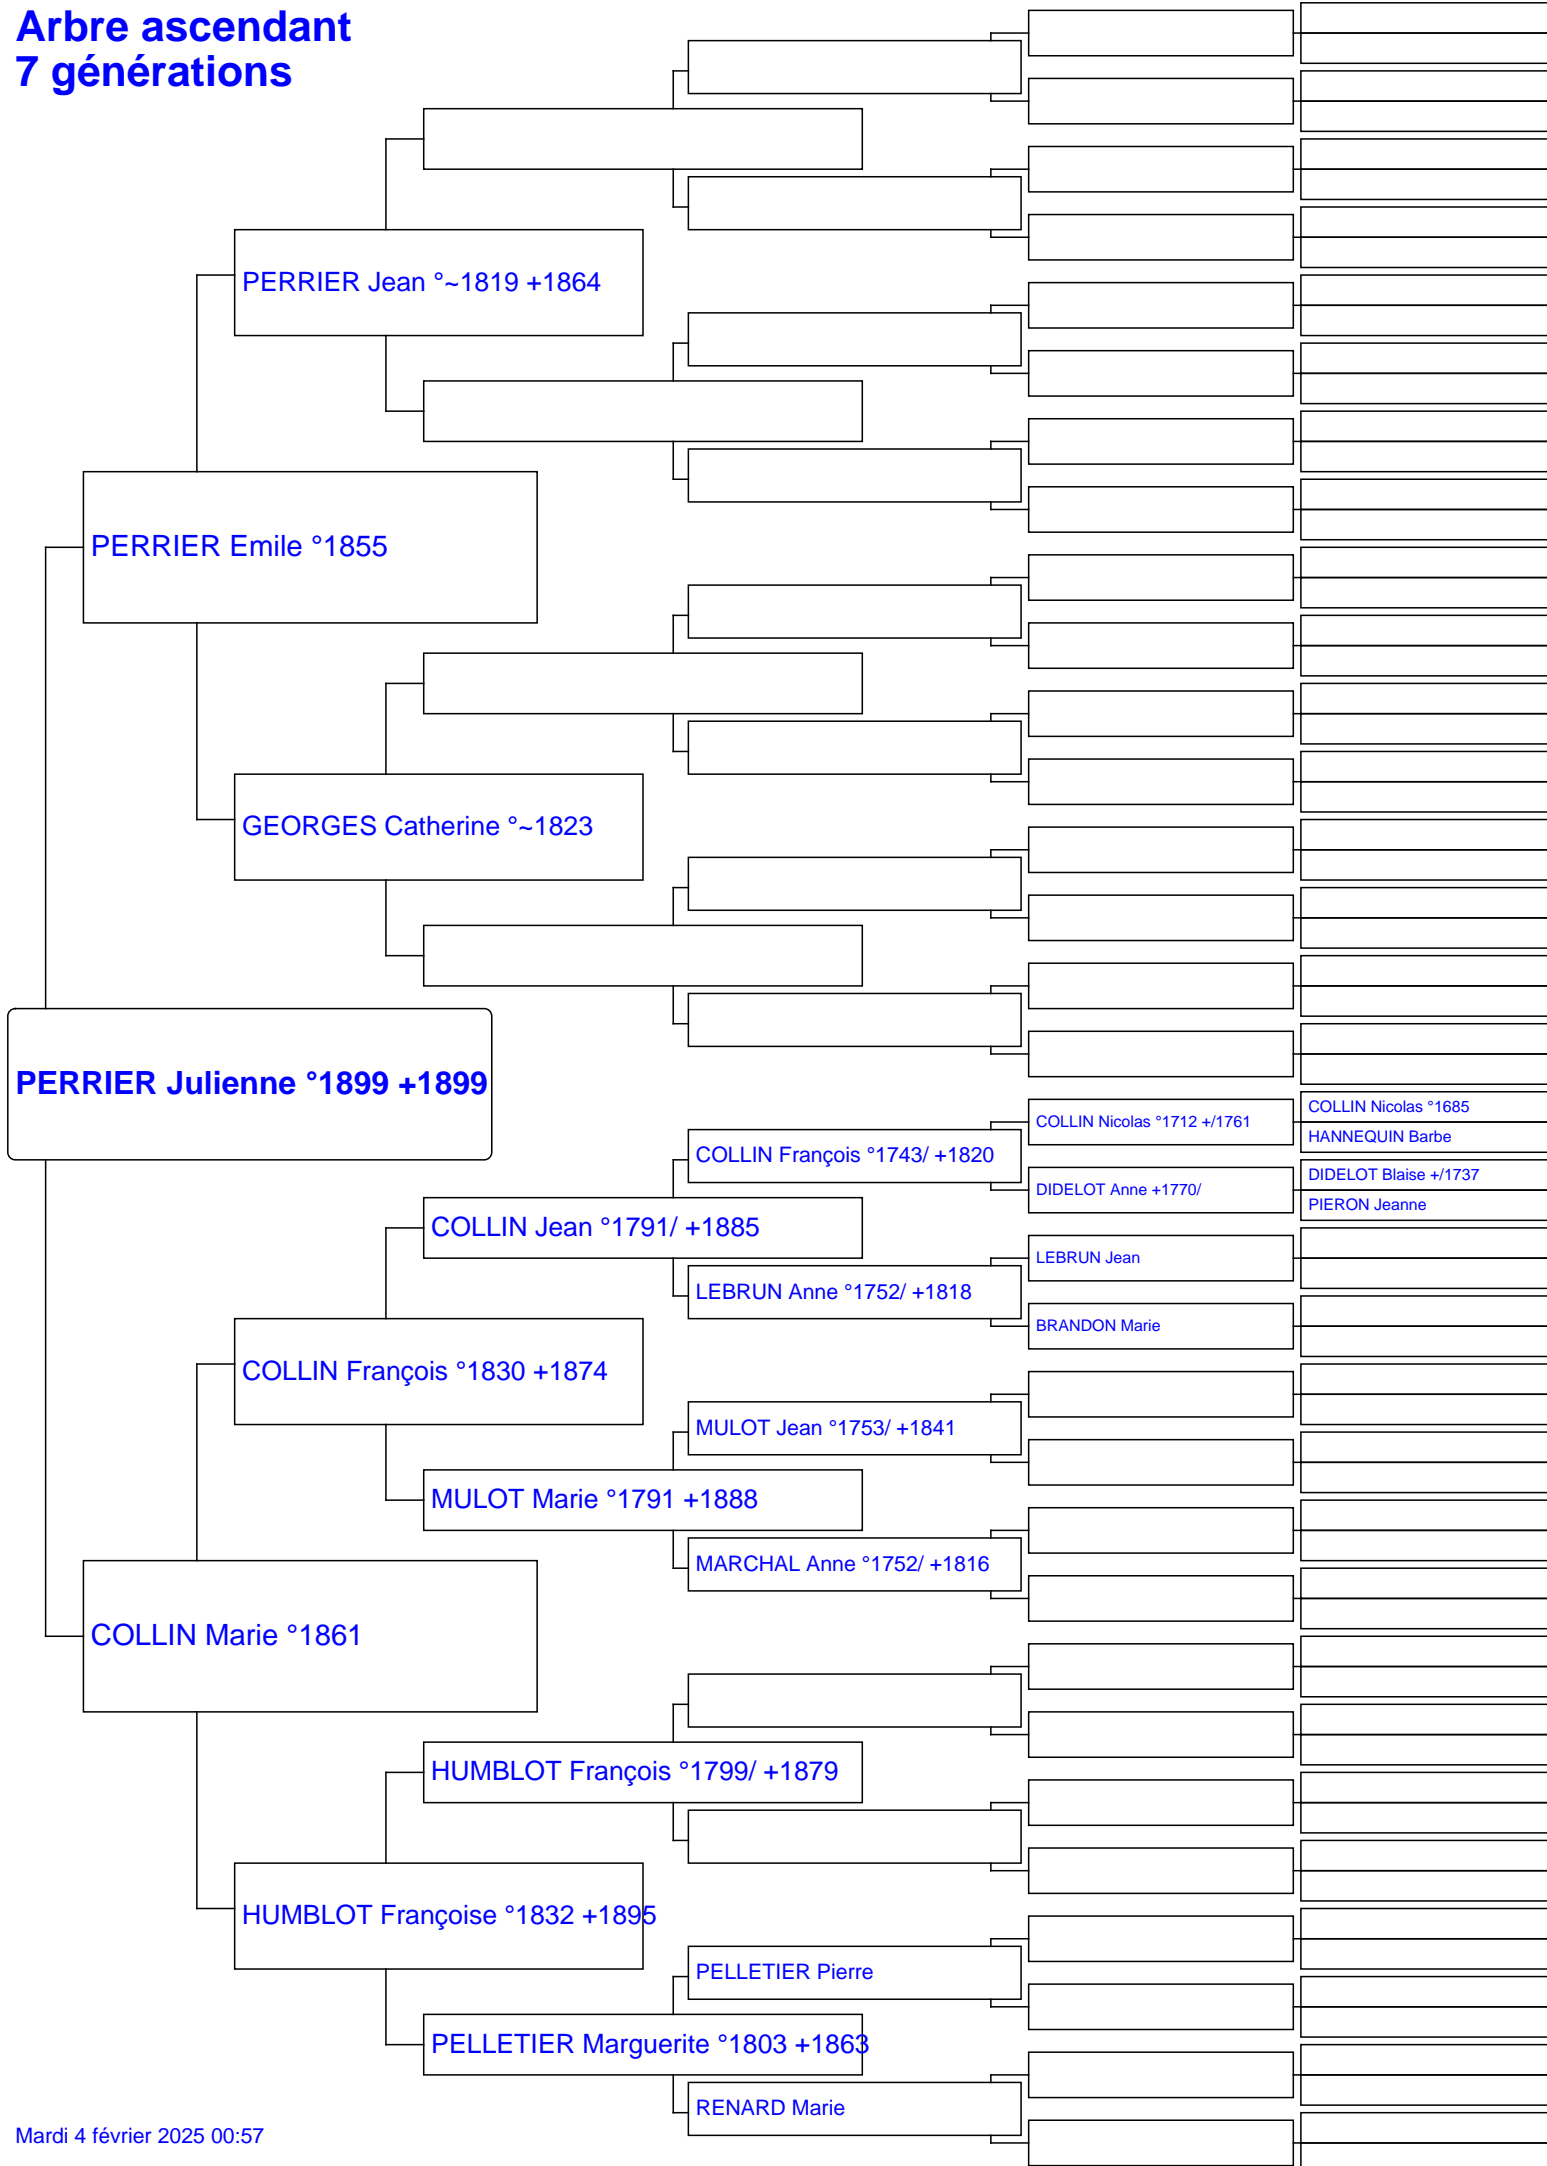 Arbre ascendant
7 générations
PERRIER Jean °~1819 +1864
PERRIER Emile °1855
GEORGES Catherine °~1823
PERRIER Julienne °1899 +1899
COLLIN Nicolas °1685
COLLIN Nicolas °1712 +/1761
HANNEQUIN Barbe
COLLIN François °1743/ +1820
DIDELOT Blaise +/1737
DIDELOT Anne +1770/
PIERON Jeanne
COLLIN Jean °1791/ +1885
LEBRUN Jean
LEBRUN Anne °1752/ +1818
BRANDON Marie
COLLIN François °1830 +1874
MULOT Jean °1753/ +1841
MULOT Marie °1791 +1888
MARCHAL Anne °1752/ +1816
COLLIN Marie °1861
HUMBLOT François °1799/ +1879
HUMBLOT Françoise °1832 +1895
PELLETIER Pierre
PELLETIER Marguerite °1803 +1863
RENARD Marie
Mardi 4 février 2025 00:57